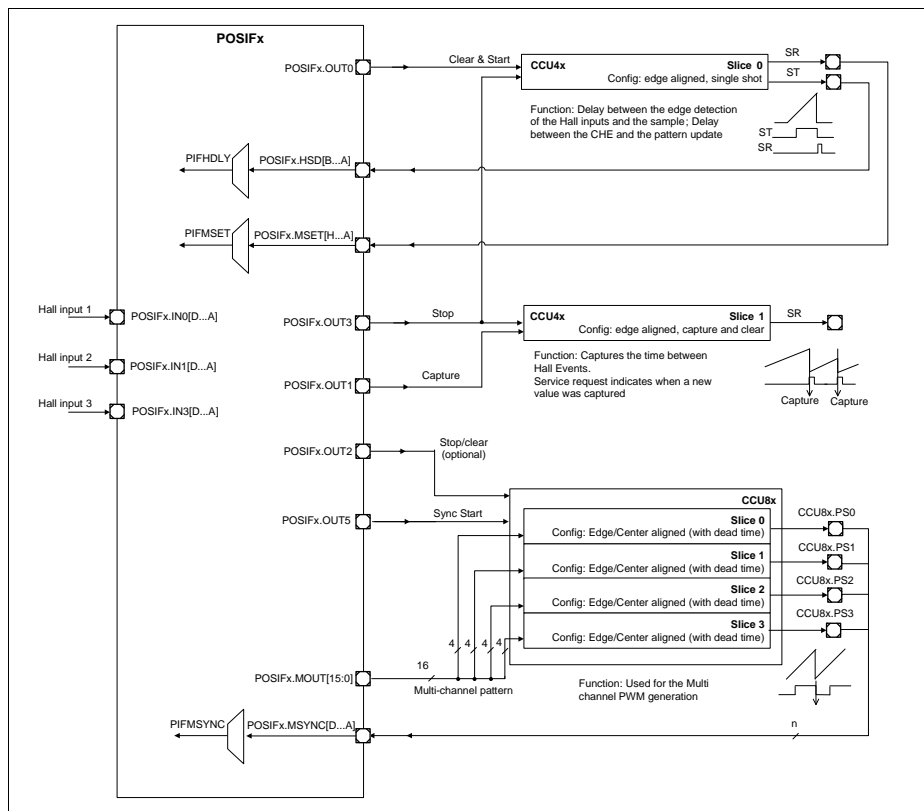 POSIFx
POSIFx.OUT0
Clear & Start
CCU4x
Slice 0
Config: edge aligned, single shot
SR
ST
Function: Delay between the edge detection
of the Hall inputs and the sample; Delay
between the CHE and the pattern update
ST
SR
PIFHDLY
POSIFx.HSD[B...A]
PIFMSET
POSIFx.MSET[H...A]
Hall input 1
POSIFx.IN0[D...A]
Hall input 2
POSIFx.IN1[D...A]
Hall input 3
POSIFx.IN3[D...A]
POSIFx.OUT3
Stop
CCU4x
Slice 1
Config: edge aligned, capture and clear
SR
POSIFx.OUT1
Capture
Function: Captures the time between
Hall Events.
Service request indicates when a new
value was captured
Capture
Capture
POSIFx.OUT2
Stop/clear
(optional)
POSIFx.OUT5
Sync Start
CCU8x
Slice 0
Config: Edge/Center aligned (with dead time)
Slice 1
Config: Edge/Center aligned (with dead time)
Slice 2
Config: Edge/Center aligned (with dead time)
Slice 3
Config: Edge/Center aligned (with dead time)
CCU8x.PS0
CCU8x.PS1
CCU8x.PS2
CCU8x.PS3
4
4
4
4
POSIFx.MOUT[15:0]
16
Multi-channel pattern
Function: Used for the Multi
channel PWM generation
PIFMSYNC
POSIFx.MSYNC[D...A]
n